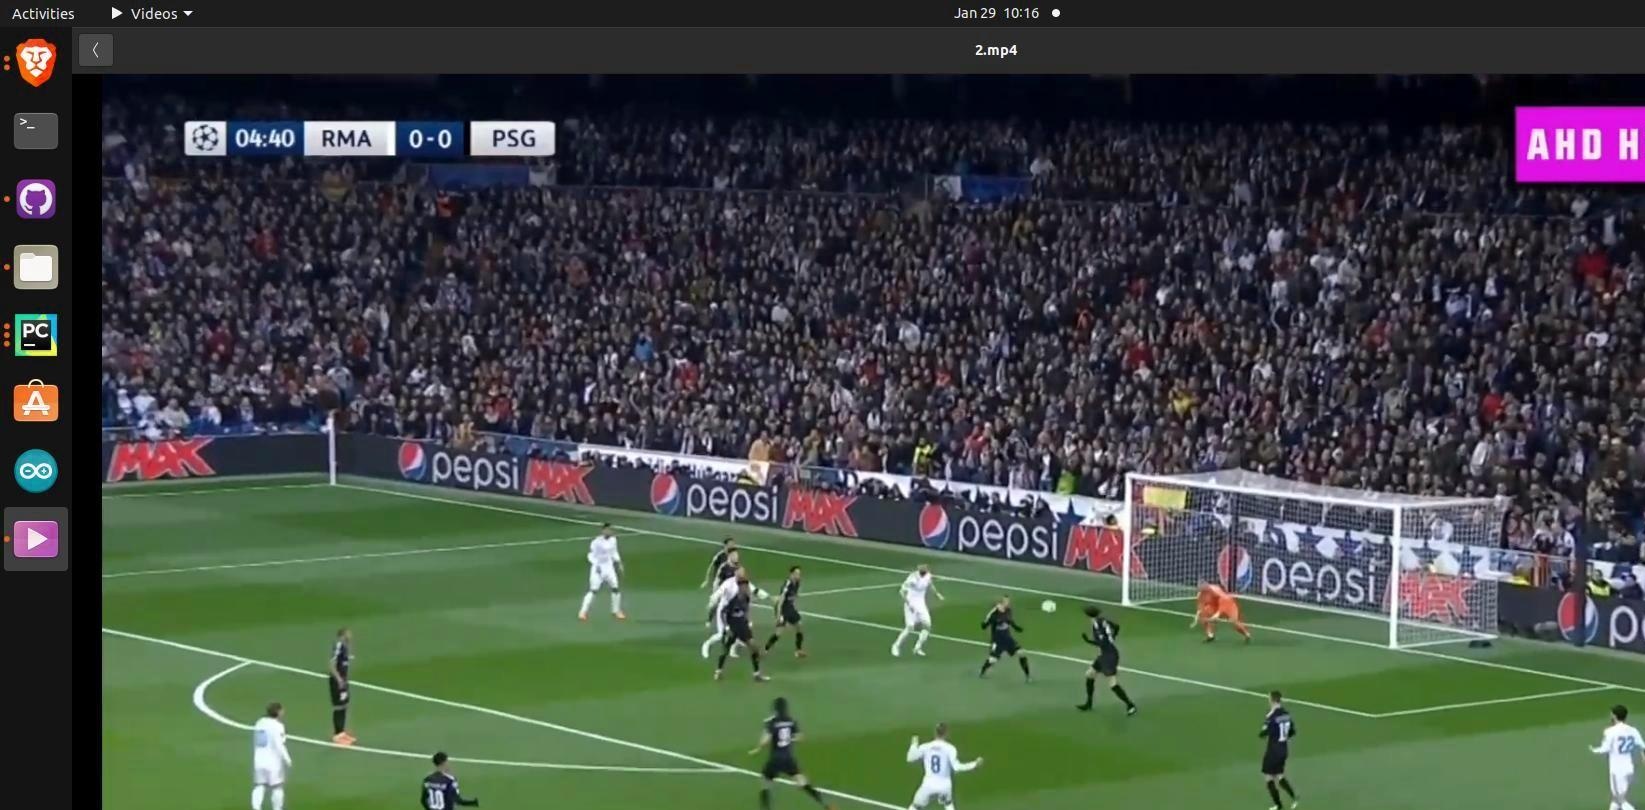 Activities Videos Jan 29 10:16
2.mp4
04:40 RMA 0-0 PSG
AHD H
>_
PC
MAX pepsi MAX pepsi MAX pepsi MAX pepsi MAX p
10
8
22